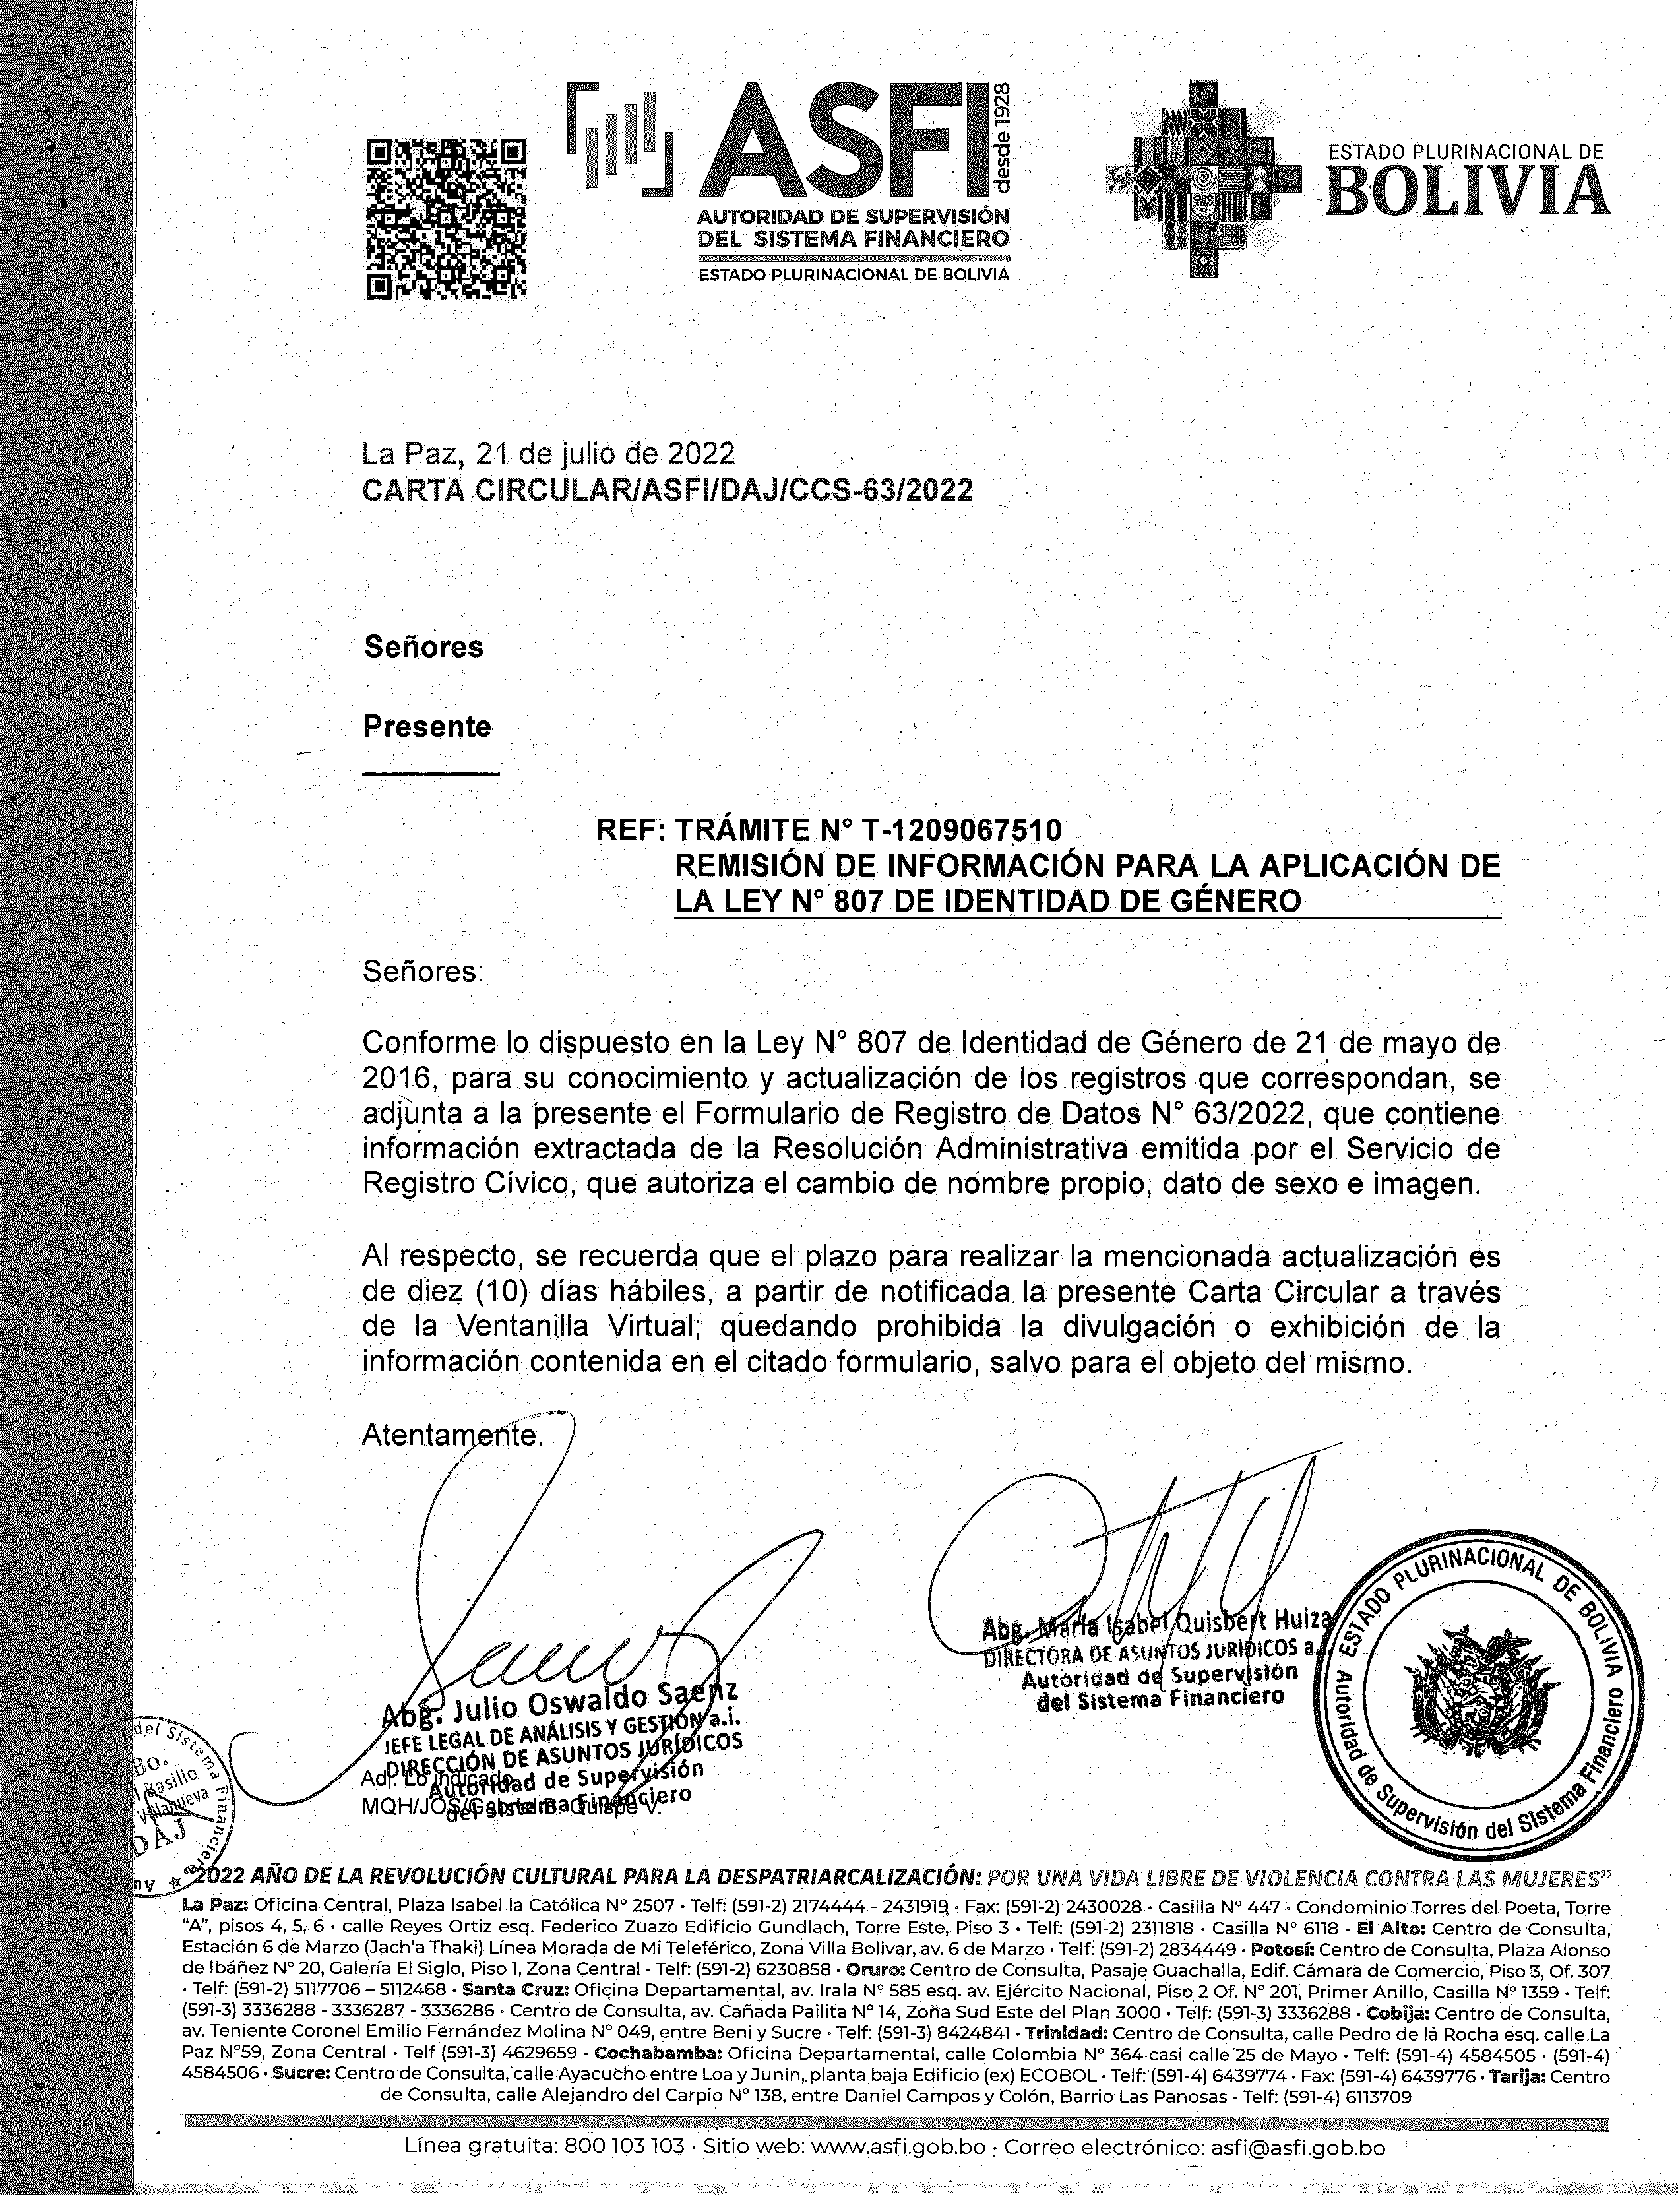 ASFI
desde 1928
AUTORIDAD DE SUPERVISIÓN
DEL SISTEMA FINANCIERO
ESTADO PLURINACIONAL DE BOLIVIA
ESTADO PLURINACIONAL DE
BOLIVIA
La Paz, 21 de julio de 2022
CARTA CIRCULAR/ASFI/DAJ/CCS-63/2022
Señores
Presente
REF: TRÁMITE N° T-1209067510
REMISIÓN DE INFORMACIÓN PARA LA APLICACIÓN DE
LA LEY N° 807 DE IDENTIDAD DE GÉNERO
Señores:
Conforme lo dispuesto en la Ley N° 807 de Identidad de Género de 21 de mayo de
2016, para su conocimiento y actualización de los registros que correspondan, se
adjunta a la presente el Formulario de Registro de Datos N° 63/2022, que contiene
información extractada de la Resolución Administrativa emitida por el Servicio de
Registro Cívico, que autoriza el cambio de nombre propio, dato de sexo e imagen.
Al respecto, se recuerda que el plazo para realizar la mencionada actualización es
de diez (10) días hábiles, a partir de notificada la presente Carta Circular a través
de la Ventanilla Virtual; quedando prohibida la divulgación o exhibición de la
información contenida en el citado formulario, salvo para el objeto del mismo.
Atentamente.
Abg. María Isabel Quisbert Huiza
DIRECTORA DE ASUNTOS JURÍDICOS a.
Autoridad de Supervisión
del Sistema Financiero
ESTADO PLURINACIONAL DE BOLIVIA
Autoridad de Supervisión del Sistema Financiero
Abg. Julio Oswaldo Saenz
JEFE LEGAL DE ANÁLISIS Y GESTIÓN a.i.
DIRECCIÓN DE ASUNTOS JURÍDICOS
Autoridad de Supervisión
del Sistema Financiero
Adj. Lo indicado
MQH/JOS/Gabriel B. Quispe V.
Autoridad de Supervisión del Sistema Financiero
Vo.Bo.
Gabriel Basilio
Quispe Villanueva
DAJ
"2022 AÑO DE LA REVOLUCIÓN CULTURAL PARA LA DESPATRIARCALIZACIÓN: POR UNA VIDA LIBRE DE VIOLENCIA CONTRA LAS MUJERES"
La Paz: Oficina Central, Plaza Isabel la Católica N° 2507 · Telf: (591-2) 2174444 - 2431919 · Fax: (591-2) 2430028 · Casilla N° 447 · Condominio Torres del Poeta, Torre
"A", pisos 4, 5, 6 · calle Reyes Ortiz esq. Federico Zuazo Edificio Gundlach, Torre Este, Piso 3 · Telf: (591-2) 2311818 · Casilla N° 6118 · El Alto: Centro de Consulta,
Estación 6 de Marzo (Jach'a Thaki) Línea Morada de Mi Teleférico, Zona Villa Bolivar, av. 6 de Marzo · Telf: (591-2) 2834449 · Potosí: Centro de Consulta, Plaza Alonso
de Ibáñez N° 20, Galería El Siglo, Piso 1, Zona Central · Telf: (591-2) 6230858 · Oruro: Centro de Consulta, Pasaje Guachalla, Edif. Cámara de Comercio, Piso 3, Of. 307
· Telf: (591-2) 5117706 – 5112468 · Santa Cruz: Oficina Departamental, av. Irala N° 585 esq. av. Ejército Nacional, Piso 2 Of. N° 201, Primer Anillo, Casilla N° 1359 · Telf:
(591-3) 3336288 - 3336287 - 3336286 · Centro de Consulta, av. Cañada Pailita N° 14, Zona Sud Este del Plan 3000 · Telf: (591-3) 3336288 · Cobija: Centro de Consulta,
av. Teniente Coronel Emilio Fernández Molina N° 049, entre Beni y Sucre · Telf: (591-3) 8424841 · Trinidad: Centro de Consulta, calle Pedro de la Rocha esq. calle La
Paz N°59, Zona Central · Telf (591-3) 4629659 · Cochabamba: Oficina Departamental, calle Colombia N° 364 casi calle 25 de Mayo · Telf: (591-4) 4584505 · (591-4)
4584506 · Sucre: Centro de Consulta, calle Ayacucho entre Loa y Junín, planta baja Edificio (ex) ECOBOL · Telf: (591-4) 6439774 · Fax: (591-4) 6439776 · Tarija: Centro
de Consulta, calle Alejandro del Carpio N° 138, entre Daniel Campos y Colón, Barrio Las Panosas · Telf: (591-4) 6113709
Línea gratuita: 800 103 103 · Sitio web: www.asfi.gob.bo · Correo electrónico: asfi@asfi.gob.bo